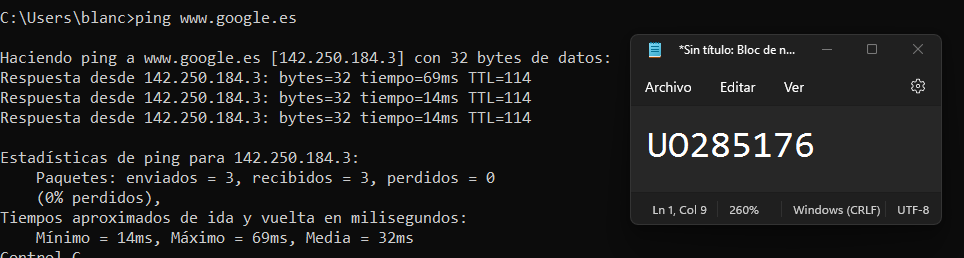 C:\Users\blanc>ping www.google.es
Haciendo ping a www.google.es [142.250.184.3] con 32 bytes de datos:
Respuesta desde 142.250.184.3: bytes=32 tiempo=69ms TTL=114
Respuesta desde 142.250.184.3: bytes=32 tiempo=14ms TTL=114
Respuesta desde 142.250.184.3: bytes=32 tiempo=14ms TTL=114
Estadísticas de ping para 142.250.184.3:
    Paquetes: enviados = 3, recibidos = 3, perdidos = 0
    (0% perdidos),
Tiempos aproximados de ida y vuelta en milisegundos:
    Mínimo = 14ms, Máximo = 69ms, Media = 32ms
Control-C
*Sin título: Bloc de n...
Archivo Editar Ver
UO285176
Ln 1, Col 9 260% Windows (CRLF) UTF-8